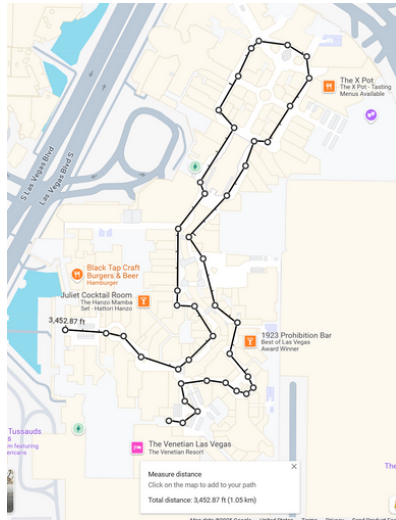 The X Pot
The X Pot - Tasting
Menus Available
S Las Vegas Blvd
Las Vegas Blvd S
Black Tap Craft
Burgers & Beer
Hamburger
Juliet Cocktail Room
The Hanzo Mamba
Set - Hattori Hanzo
3,452.87 ft
1923 Prohibition Bar
Best of Las Vegas
Award Winner
Tussauds
s
m featuring
ericans
The Venetian Las Vegas
The Venetian Resort
The
Measure distance
Click on the map to add to your path
Total distance: 3,452.87 ft (1.05 km)